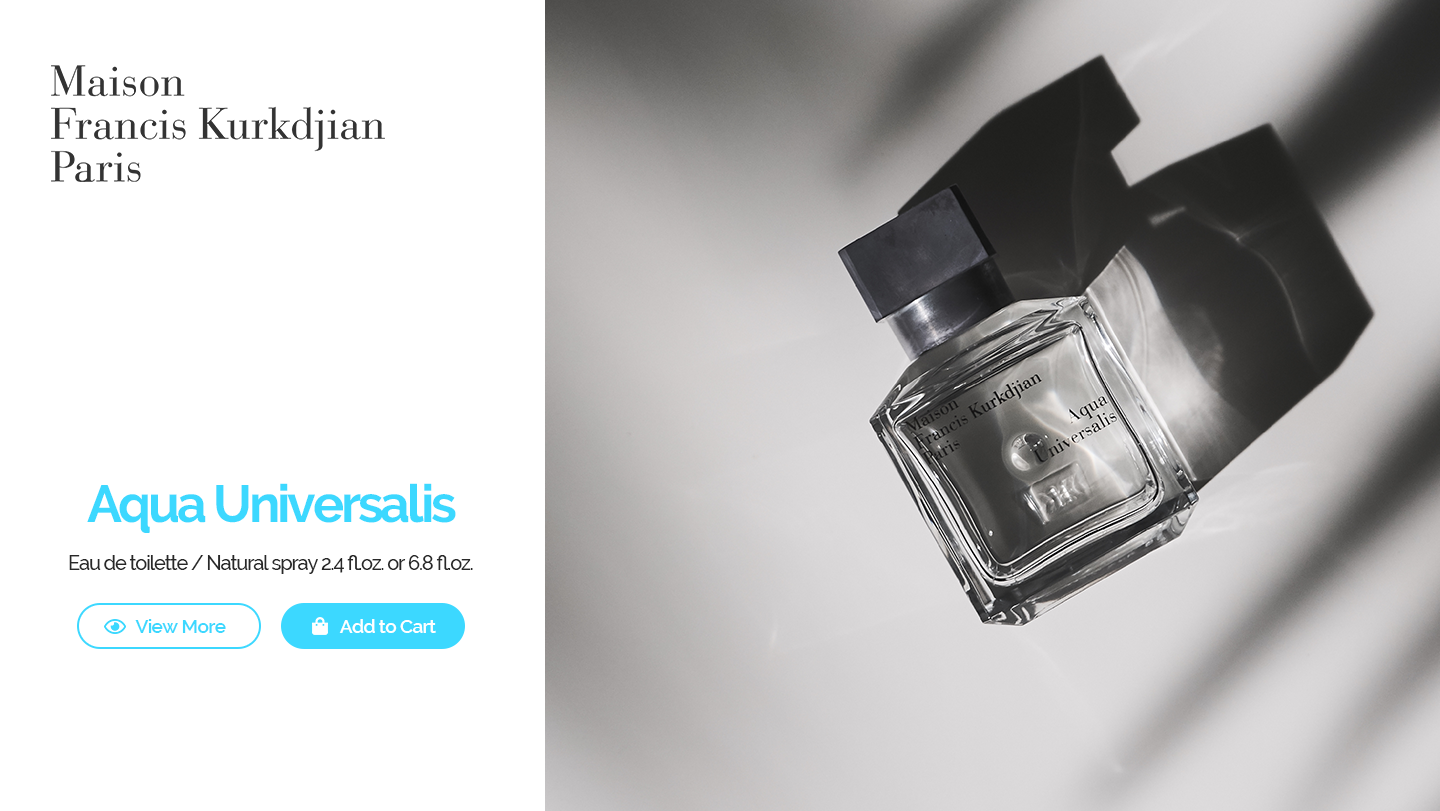 Maison
Francis Kurkdjian
Paris
Aqua Universalis
Eau de toilette / Natural spray 2.4 fl.oz. or 6.8 fl.oz.
View More
Add to Cart
Maison
Francis Kurkdjian
Paris
Aqua
Universalis